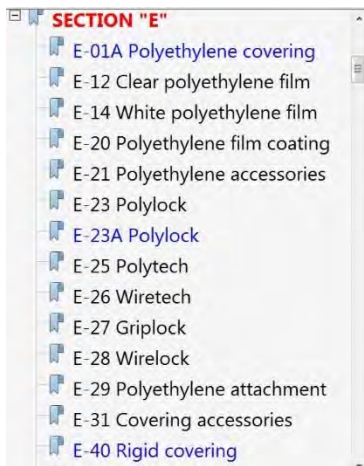 SECTION "E"
E-01A Polyethylene covering
E-12 Clear polyethylene film
E-14 White polyethylene film
E-20 Polyethylene film coating
E-21 Polyethylene accessories
E-23 Polylock
E-23A Polylock
E-25 Polytech
E-26 Wiretech
E-27 Griplock
E-28 Wirelock
E-29 Polyethylene attachment
E-31 Covering accessories
E-40 Rigid covering